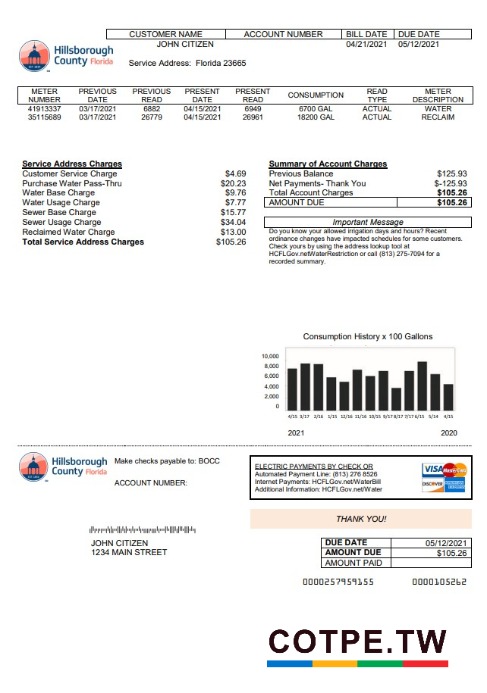 CUSTOMER NAME ACCOUNT NUMBER BILL DATE DUE DATE
JOHN CITIZEN 04/21/2021 05/12/2021
Hillsborough
County Florida
Service Address: Florida 23665
METER NUMBER PREVIOUS DATE PREVIOUS READ PRESENT DATE PRESENT READ CONSUMPTION READ TYPE METER DESCRIPTION
41913337 03/17/2021 6882 04/15/2021 6949 6700 GAL ACTUAL WATER
35115689 03/17/2021 26779 04/15/2021 26961 18200 GAL ACTUAL RECLAIM
Service Address Charges
Customer Service Charge $4.69
Purchase Water Pass-Thru $20.23
Water Base Charge $9.76
Water Usage Charge $7.77
Sewer Base Charge $15.77
Sewer Usage Charge $34.04
Reclaimed Water Charge $13.00
Total Service Address Charges $105.26
Summary of Account Charges
Previous Balance $125.93
Net Payments- Thank You $-125.93
Total Account Charges $105.26
AMOUNT DUE $105.26
Important Message
Do you know your allowed irrigation days and hours? Recent
ordinance changes have impacted schedules for some customers.
Check yours by using the address lookup tool at
HCFLGov.netWaterRestriction or call (813) 275-7094 for a
recorded summary.
Consumption History x 100 Gallons
10,000
8,000
6,000
4,000
2,000
0
4/15 3/17 2/16 1/15 12/16 11/16 10/15 9/17 8/17 7/16 6/15 5/14 4/15
2021 2020
Hillsborough
County Florida
Make checks payable to: BOCC
ACCOUNT NUMBER:
ELECTRIC PAYMENTS BY CHECK OR
Automated Payment Line: (813) 276 8526
Internet Payments: HCFLGov.net/WaterBill
Additional Information: HCFLGov.net/Water
VISA MasterCard
DISCOVER
THANK YOU!
JOHN CITIZEN
1234 MAIN STREET
DUE DATE 05/12/2021
AMOUNT DUE $105.26
AMOUNT PAID
0000257959155 0000105262
COTPE.TW